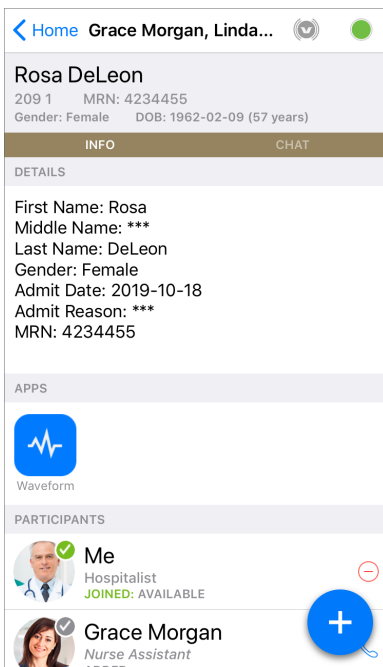 Home Grace Morgan, Linda...
Rosa DeLeon
209 1 MRN: 4234455
Gender: Female DOB: 1962-02-09 (57 years)
INFO CHAT
DETAILS
First Name: Rosa
Middle Name: ***
Last Name: DeLeon
Gender: Female
Admit Date: 2019-10-18
Admit Reason: ***
MRN: 4234455
APPS
Waveform
PARTICIPANTS
Me
Hospitalist
JOINED: AVAILABLE
Grace Morgan
Nurse Assistant